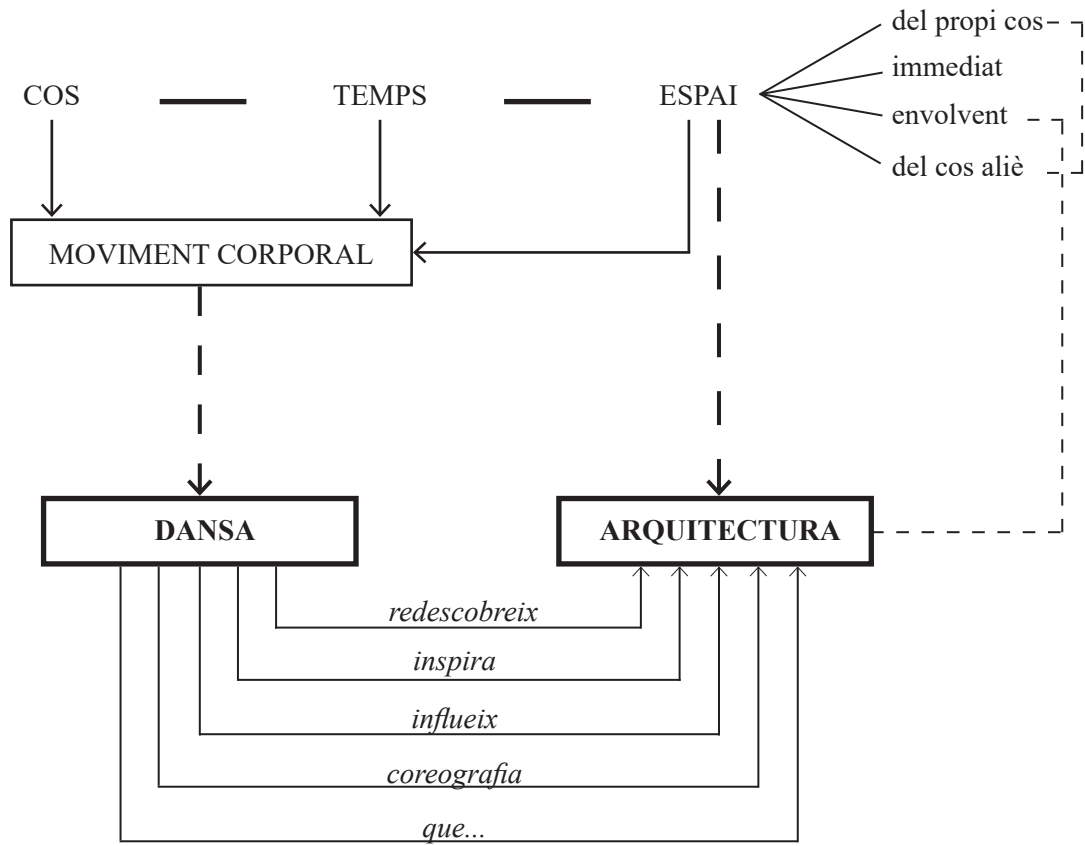 del propi cos
immediat
COS
TEMPS
ESPAI
envolvent
del cos aliè
MOVIMENT CORPORAL
DANSA
ARQUITECTURA
redescobreix
inspira
influeix
coreografia
que...